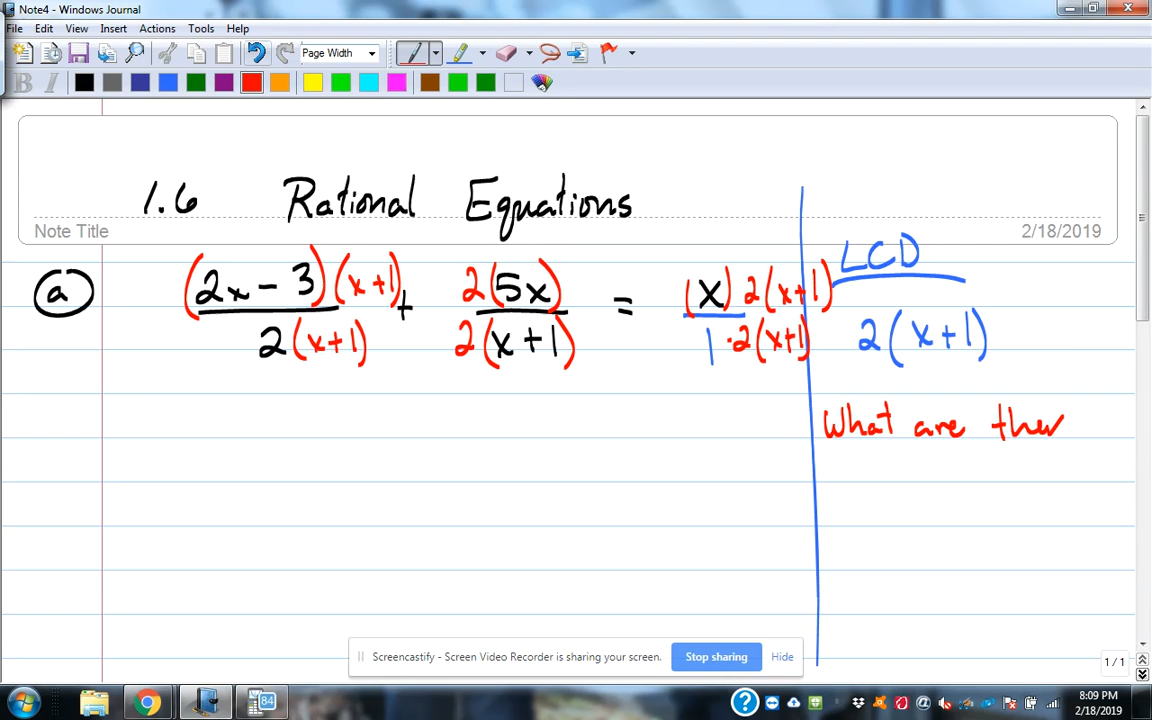 Note4 - Windows Journal
File Edit View Insert Actions Tools Help
Page Width
B I
1.6 Rational Equations
Note Title
2/18/2019
a (2x - 3)(x+1) + 2(5x) = (x) 2(x+1)
2(x+1) 2(x+1) 1 · 2(x+1)
LCD
2(x+1)
What are ther
Screencastify - Screen Video Recorder is sharing your screen. Stop sharing Hide
1 / 1
84
8:09 PM
2/18/2019